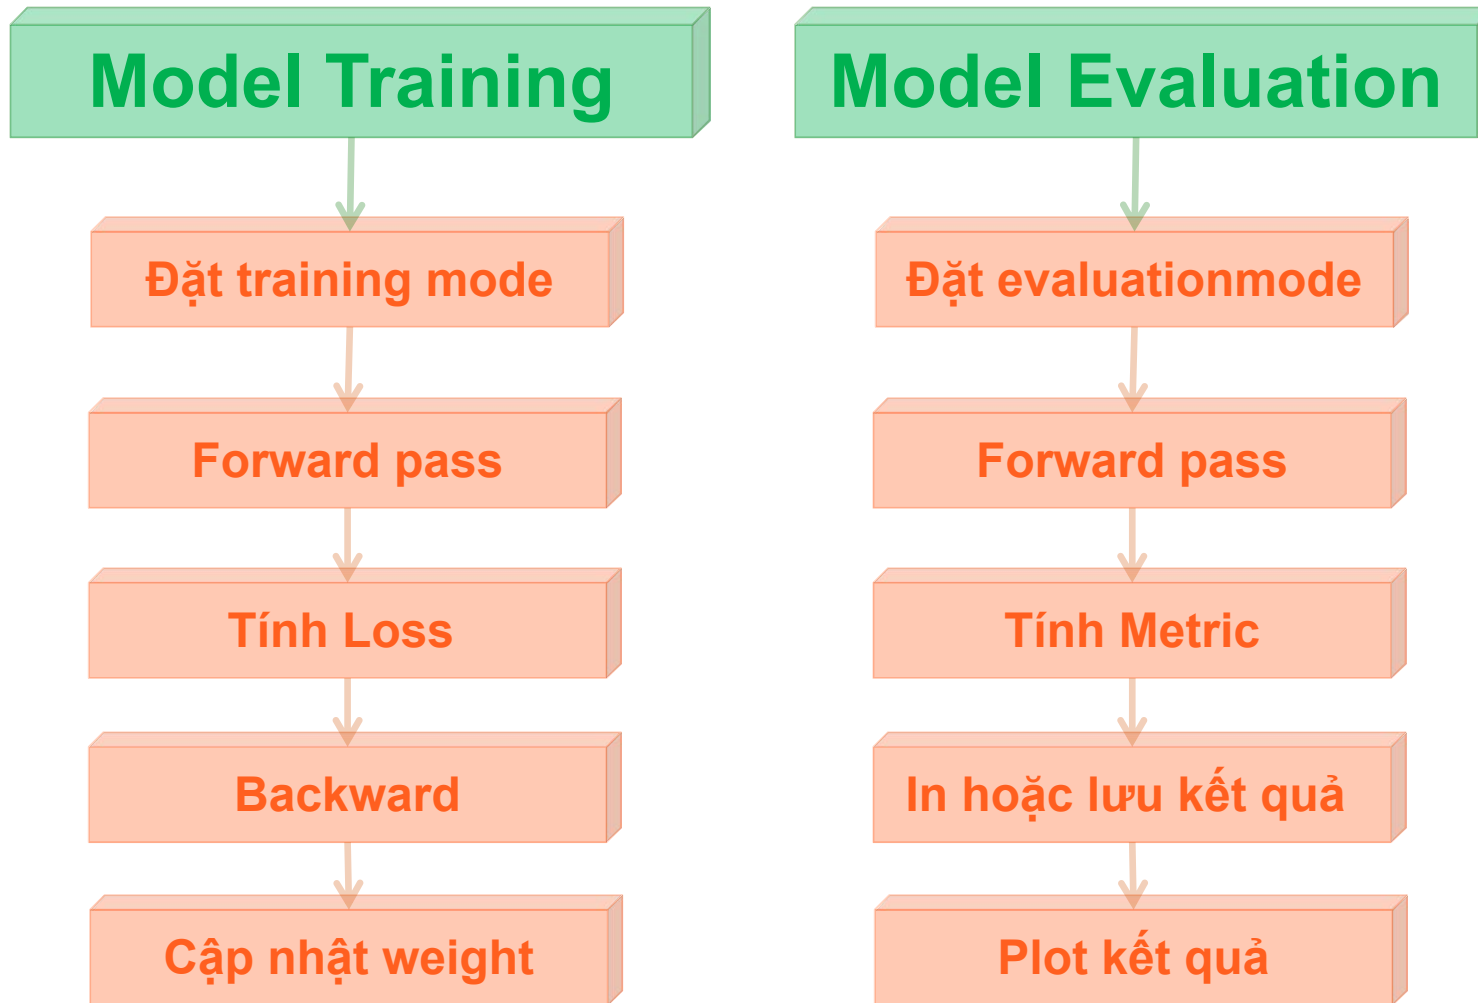 Model Training
Đặt training mode
Forward pass
Tính Loss
Backward
Cập nhật weight
Model Evaluation
Đặt evaluationmode
Forward pass
Tính Metric
In hoặc lưu kết quả
Plot kết quả